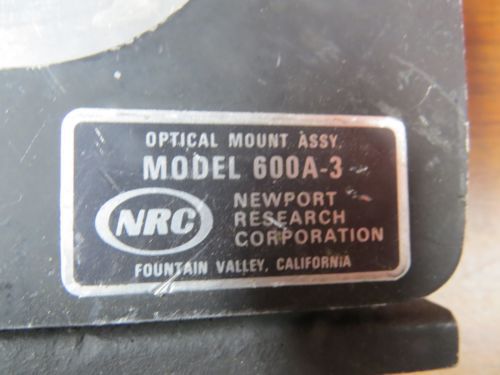 OPTICAL MOUNT ASSY.
MODEL 600A-3
NRC
NEWPORT
RESEARCH
CORPORATION
FOUNTAIN VALLEY, CALIFORNIA